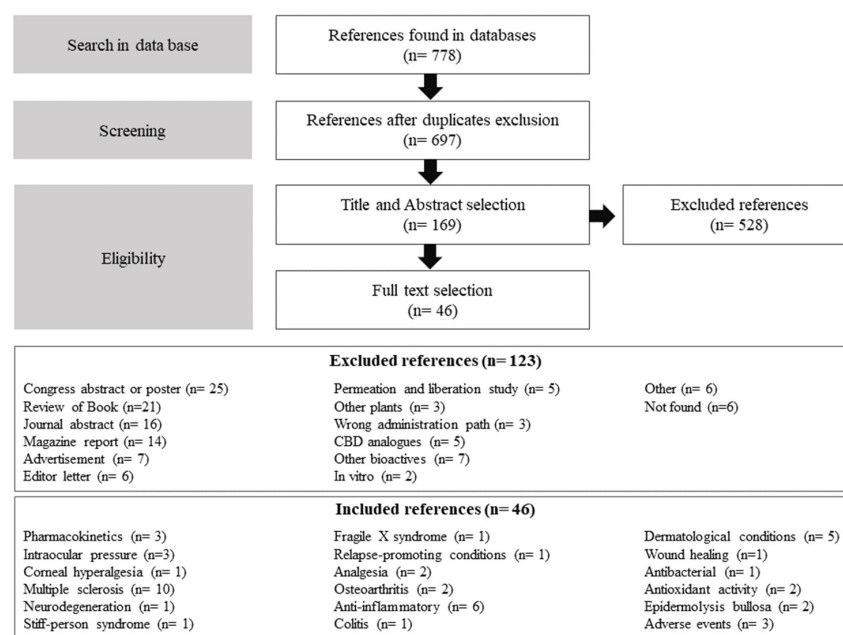 Search in data base
References found in databases
(n= 778)
Screening
References after duplicates exclusion
(n= 697)
Eligibility
Title and Abstract selection
(n= 169)
Excluded references
(n= 528)
Full text selection
(n= 46)
Excluded references (n= 123)
Congress abstract or poster (n= 25)
Review of Book (n=21)
Journal abstract (n= 16)
Magazine report (n= 14)
Advertisement (n= 7)
Editor letter (n= 6)
Permeation and liberation study (n= 5)
Other plants (n= 3)
Wrong administration path (n= 3)
CBD analogues (n= 5)
Other bioactives (n= 7)
In vitro (n= 2)
Other (n= 6)
Not found (n=6)
Included references (n= 46)
Pharmacokinetics (n= 3)
Intraocular pressure (n=3)
Corneal hyperalgesia (n= 1)
Multiple sclerosis (n= 10)
Neurodegeneration (n= 1)
Stiff-person syndrome (n= 1)
Fragile X syndrome (n= 1)
Relapse-promoting conditions (n= 1)
Analgesia (n= 2)
Osteoarthritis (n= 2)
Anti-inflammatory (n= 6)
Colitis (n= 1)
Dermatological conditions (n= 5)
Wound healing (n=1)
Antibacterial (n= 1)
Antioxidant activity (n= 2)
Epidermolysis bullosa (n= 2)
Adverse events (n= 3)